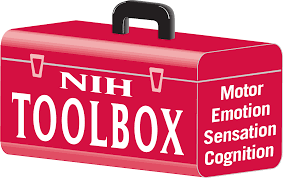 NIH
TOOLBOX
Motor
Emotion
Sensation
Cognition